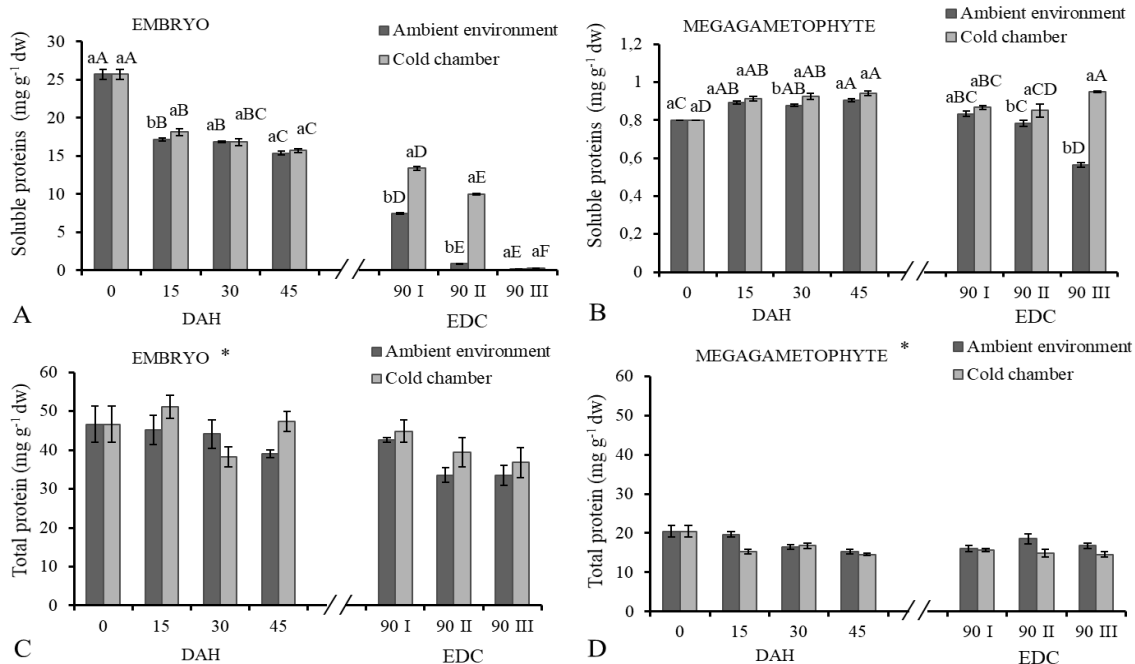 EMBRYO
Ambient environment
Cold chamber
Soluble proteins (mg g⁻¹ dw)
30
25
20
15
10
5
0
aA aA
bB aB
aB aBC
aC aC
bD aD
bE aE
aE aF
0 15 30 45 90 I 90 II 90 III
DAH EDC
A
MEGAGAMETOPHYTE
Ambient environment
Cold chamber
Soluble proteins (mg g⁻¹ dw)
1,2
1
0,8
0,6
0,4
0,2
0
aC aD
aAB aAB
bAB aAB
aA aA
aBC aBC
bC aCD
bD aA
0 15 30 45 90 I 90 II 90 III
DAH EDC
B
EMBRYO *
Ambient environment
Cold chamber
Total protein (mg g⁻¹ dw)
60
50
40
30
20
10
0
0 15 30 45 90 I 90 II 90 III
DAH EDC
C
MEGAGAMETOPHYTE *
Ambient environment
Cold chamber
Total protein (mg g⁻¹ dw)
60
50
40
30
20
10
0
0 15 30 45 90 I 90 II 90 III
DAH EDC
D